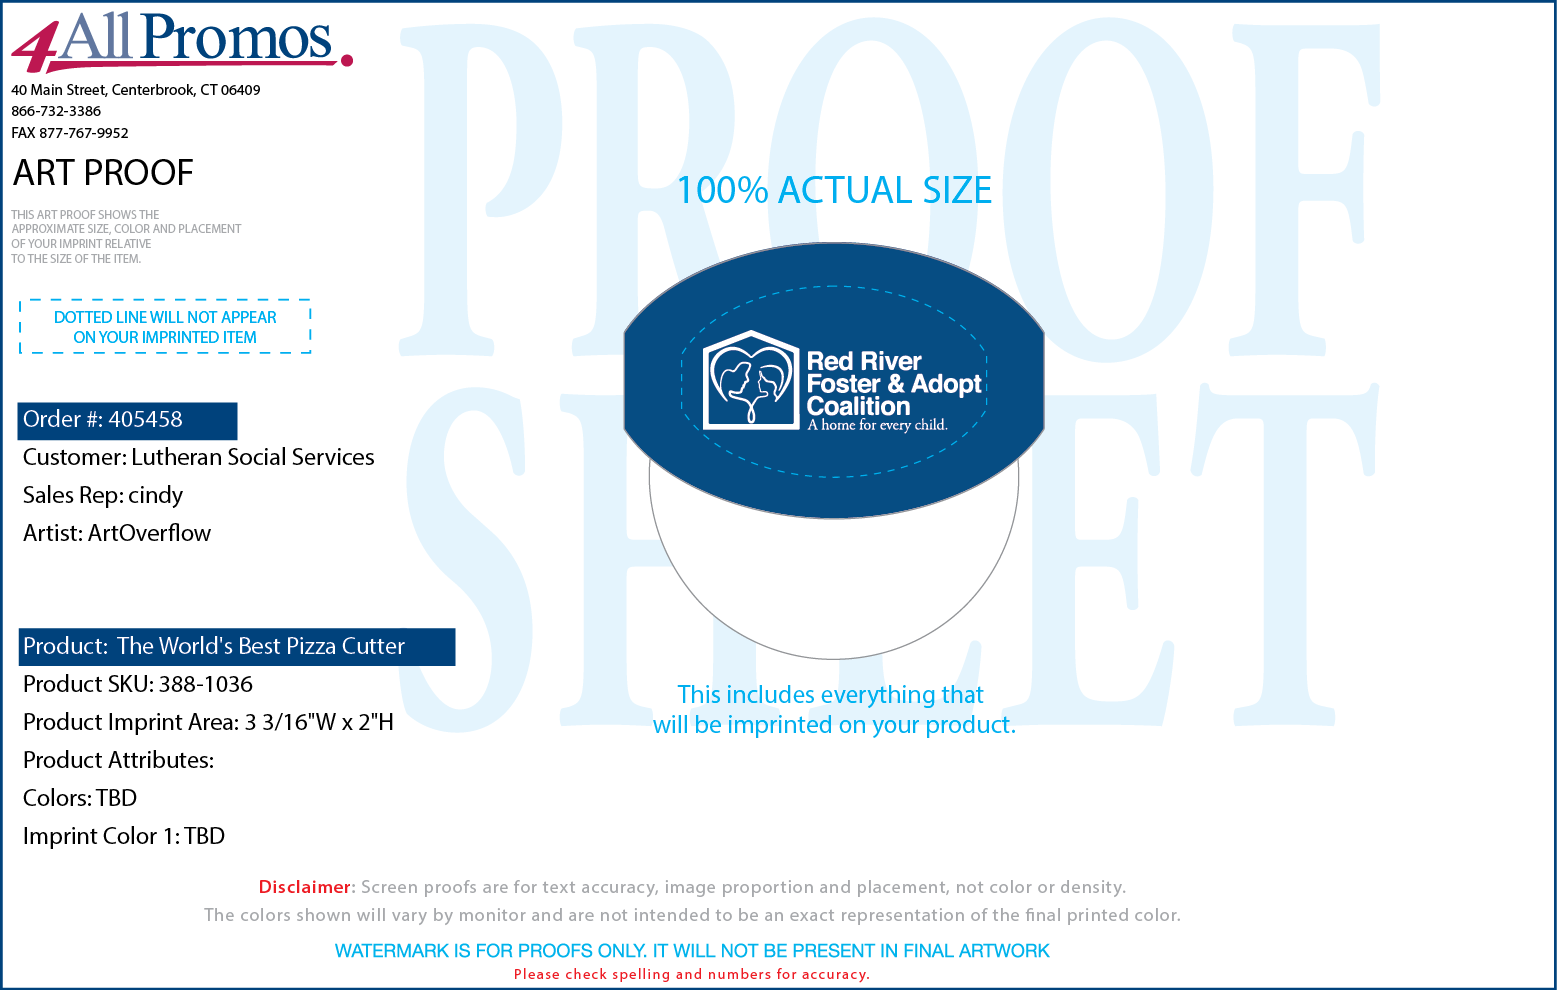 4AllPromos.
40 Main Street, Centerbrook, CT 06409
866-732-3386
FAX 877-767-9952
ART PROOF
THIS ART PROOF SHOWS THE
APPROXIMATE SIZE, COLOR AND PLACEMENT
OF YOUR IMPRINT RELATIVE
TO THE SIZE OF THE ITEM.
DOTTED LINE WILL NOT APPEAR
ON YOUR IMPRINTED ITEM
Order #: 405458
Customer: Lutheran Social Services
Sales Rep: cindy
Artist: ArtOverflow
Product:  The World's Best Pizza Cutter
Product SKU: 388-1036
Product Imprint Area: 3 3/16"W x 2"H
Product Attributes:
Colors: TBD
Imprint Color 1: TBD
PROOF
SHEET
100% ACTUAL SIZE
Red River
Foster & Adopt
Coalition
A home for every child.
This includes everything that
will be imprinted on your product.
Disclaimer: Screen proofs are for text accuracy, image proportion and placement, not color or density.
The colors shown will vary by monitor and are not intended to be an exact representation of the final printed color.
WATERMARK IS FOR PROOFS ONLY. IT WILL NOT BE PRESENT IN FINAL ARTWORK
Please check spelling and numbers for accuracy.